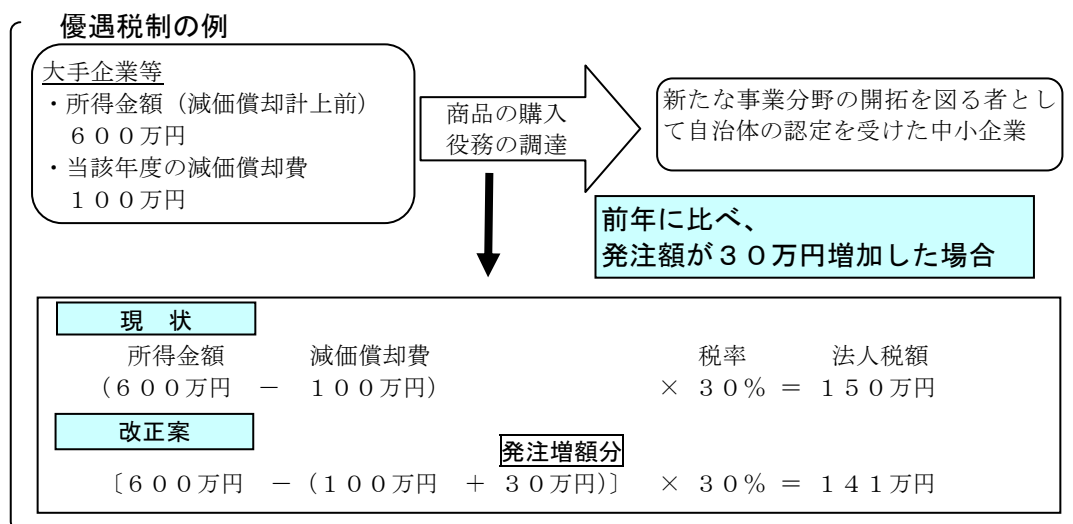 優遇税制の例
大手企業等
・所得金額（減価償却計上前）
６００万円
・当該年度の減価償却費
１００万円
商品の購入
役務の調達
新たな事業分野の開拓を図る者とし
て自治体の認定を受けた中小企業
前年に比べ、
発注額が３０万円増加した場合
現　状
所得金額　減価償却費　税率　法人税額
（６００万円　－　１００万円）　×　３０％　＝　１５０万円
改正案
発注増額分
〔６００万円　－（１００万円　＋　３０万円）〕　×　３０％　＝　１４１万円